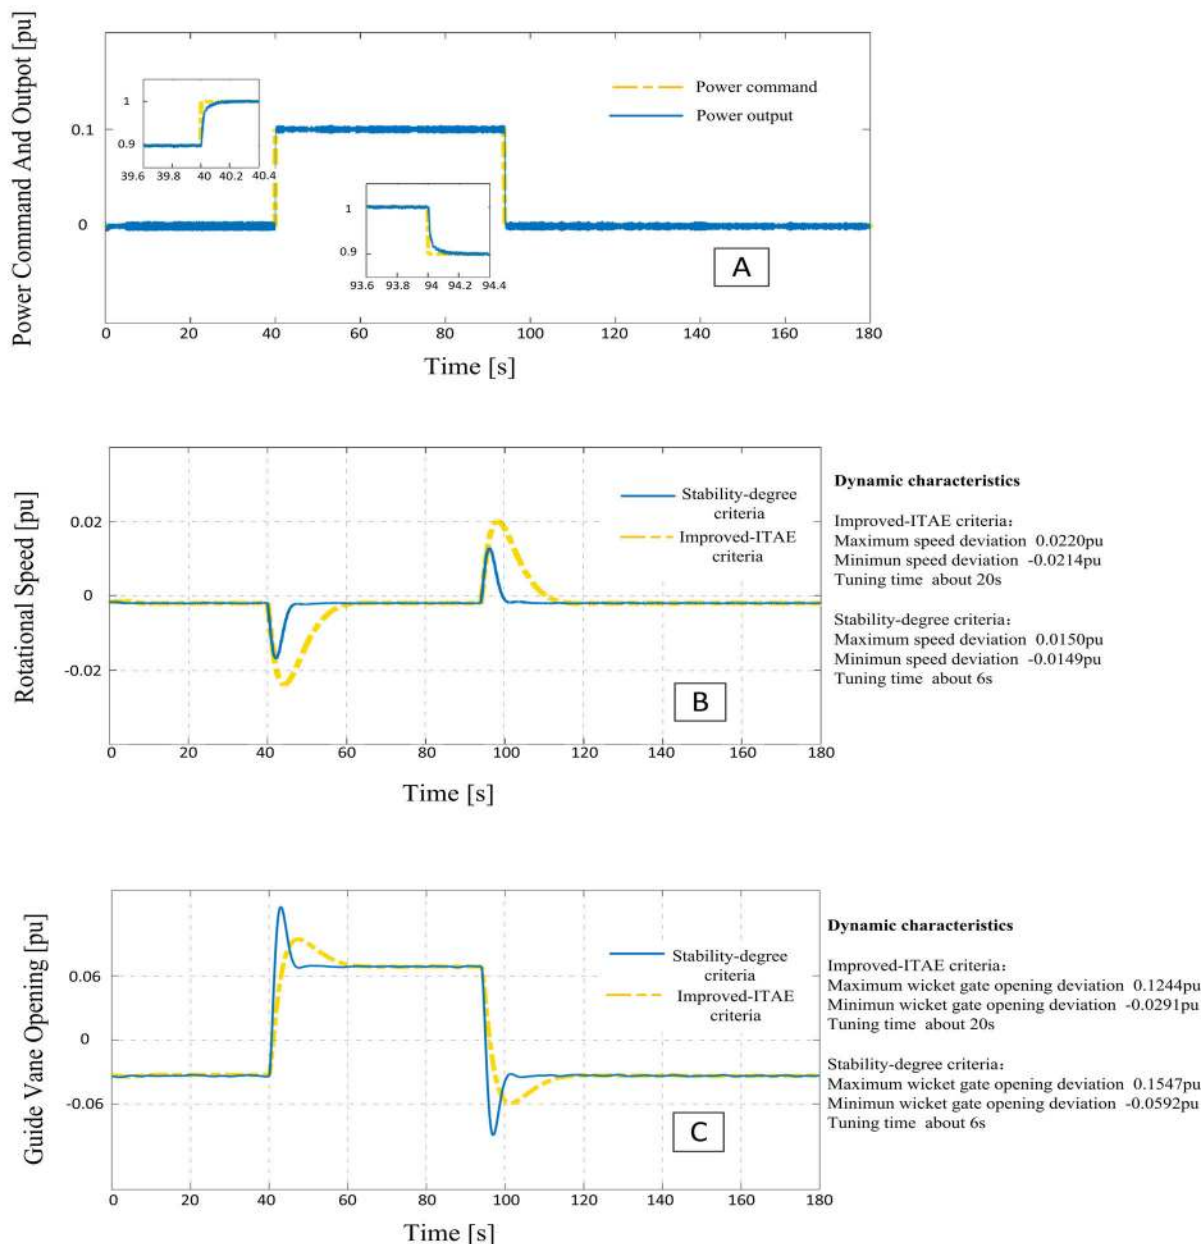 Power Command And Outpot [pu]
0.1
0
1
0.9
39.6 39.8 40 40.2 40.4
1
0.9
93.6 93.8 94 94.2 94.4
Power command
Power output
A
0 20 40 60 80 100 120 140 160 180
Time [s]
Rotational Speed [pu]
0.02
0
-0.02
Stability-degree
criteria
Improved-ITAE
criteria
B
0 20 40 60 80 100 120 140 160 180
Time [s]
Dynamic characteristics
Improved-ITAE criteria:
Maximum speed deviation 0.0220pu
Minimun speed deviation -0.0214pu
Tuning time about 20s
Stability-degree criteria:
Maximum speed deviation 0.0150pu
Minimun speed deviation -0.0149pu
Tuning time about 6s
Guide Vane Opening [pu]
0.06
0
-0.06
Stability-degree
criteria
Improved-ITAE
criteria
C
0 20 40 60 80 100 120 140 160 180
Time [s]
Dynamic characteristics
Improved-ITAE criteria:
Maximum wicket gate opening deviation 0.1244pu
Minimun wicket gate opening deviation -0.0291pu
Tuning time about 20s
Stability-degree criteria:
Maximum wicket gate opening deviation 0.1547pu
Minimun wicket gate opening deviation -0.0592pu
Tuning time about 6s